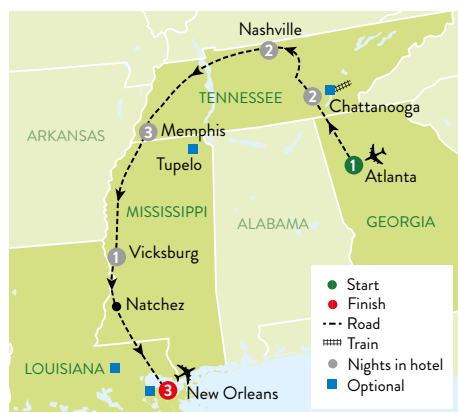 Nashville
2
TENNESSEE
2
Chattanooga
ARKANSAS
3 Memphis
Tupelo
1
Atlanta
MISSISSIPPI
ALABAMA
GEORGIA
1 Vicksburg
Natchez
LOUISIANA
3 New Orleans
Start
Finish
Road
Train
Nights in hotel
Optional